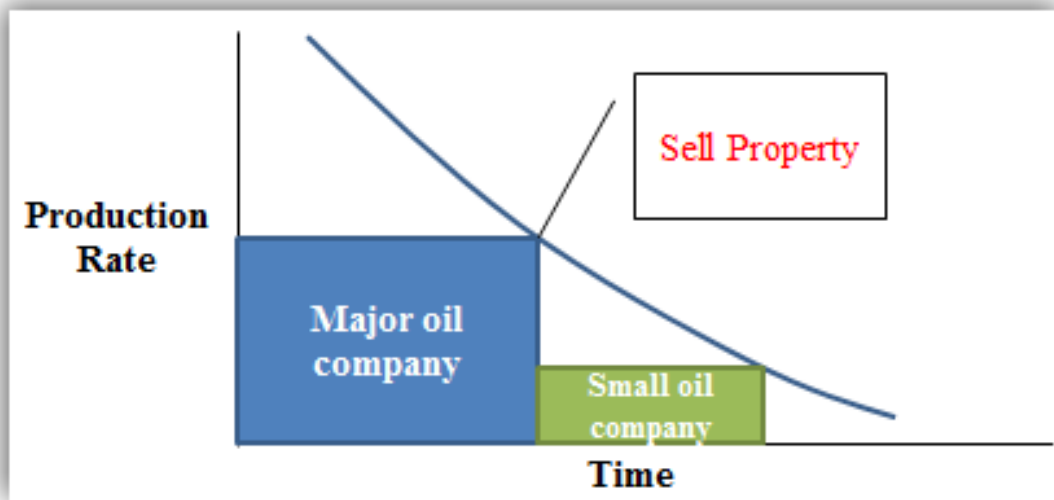 Sell Property
Production
Rate
Major oil
company
Small oil
company
Time